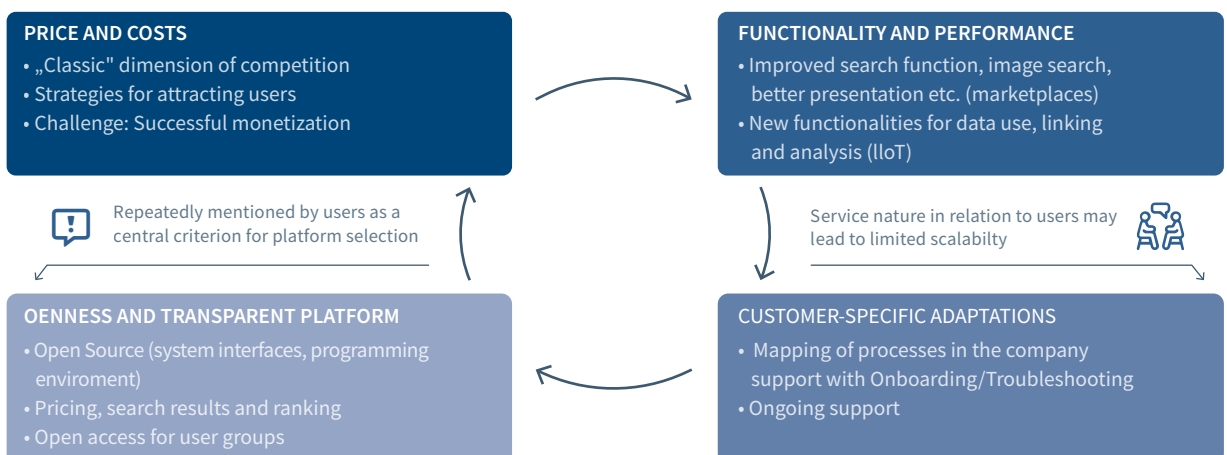 PRICE AND COSTS
• „Classic" dimension of competition
• Strategies for attracting users
• Challenge: Successful monetization
FUNCTIONALITY AND PERFORMANCE
• Improved search function, image search,
better presentation etc. (marketplaces)
• New functionalities for data use, linking
and analysis (lloT)
Repeatedly mentioned by users as a
central criterion for platform selection
Service nature in relation to users may
lead to limited scalabilty
OENNESS AND TRANSPARENT PLATFORM
• Open Source (system interfaces, programming
enviroment)
• Pricing, search results and ranking
• Open access for user groups
CUSTOMER-SPECIFIC ADAPTATIONS
• Mapping of processes in the company
support with Onboarding/Troubleshooting
• Ongoing support